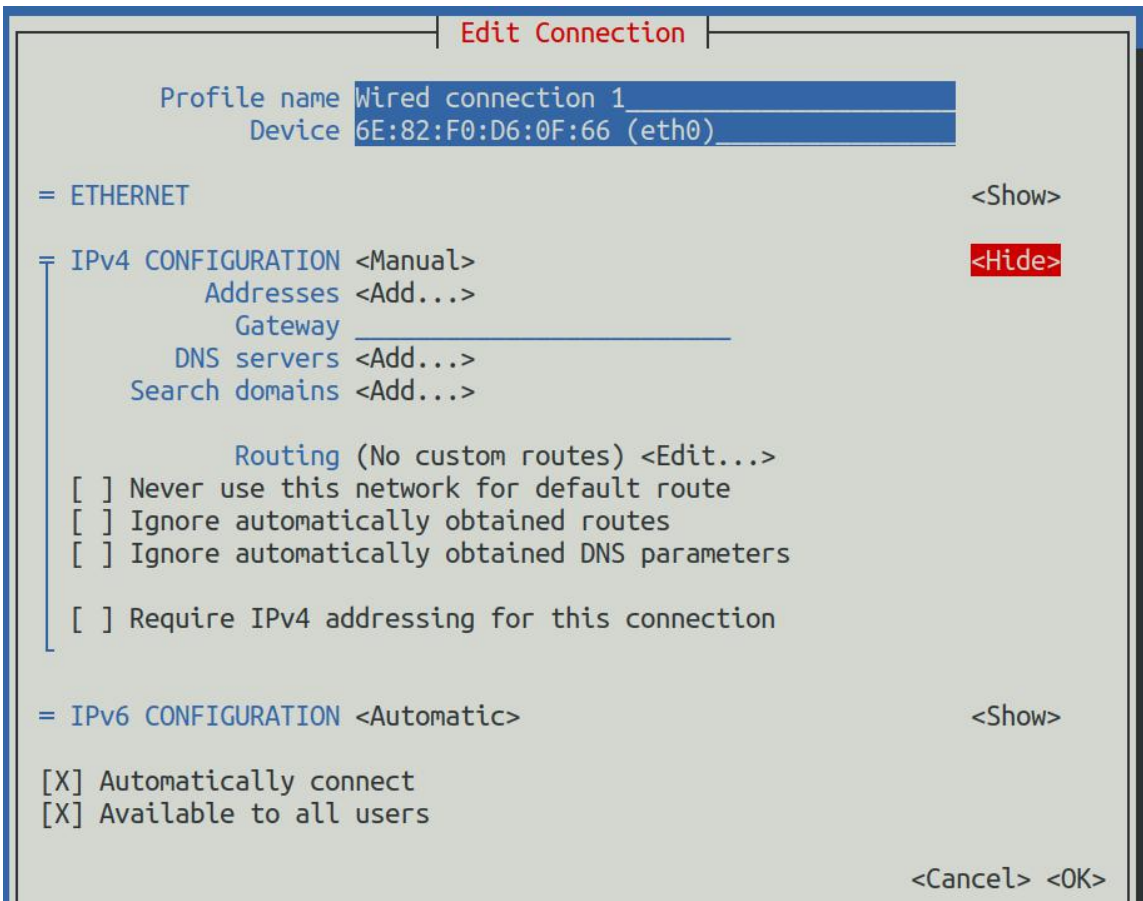 Edit Connection
Profile name Wired connection 1
Device 6E:82:F0:D6:0F:66 (eth0)
= ETHERNET <Show>
= IPv4 CONFIGURATION <Manual> <Hide>
Addresses <Add...>
Gateway
DNS servers <Add...>
Search domains <Add...>
Routing (No custom routes) <Edit...>
[ ] Never use this network for default route
[ ] Ignore automatically obtained routes
[ ] Ignore automatically obtained DNS parameters
[ ] Require IPv4 addressing for this connection
= IPv6 CONFIGURATION <Automatic> <Show>
[X] Automatically connect
[X] Available to all users
<Cancel> <OK>